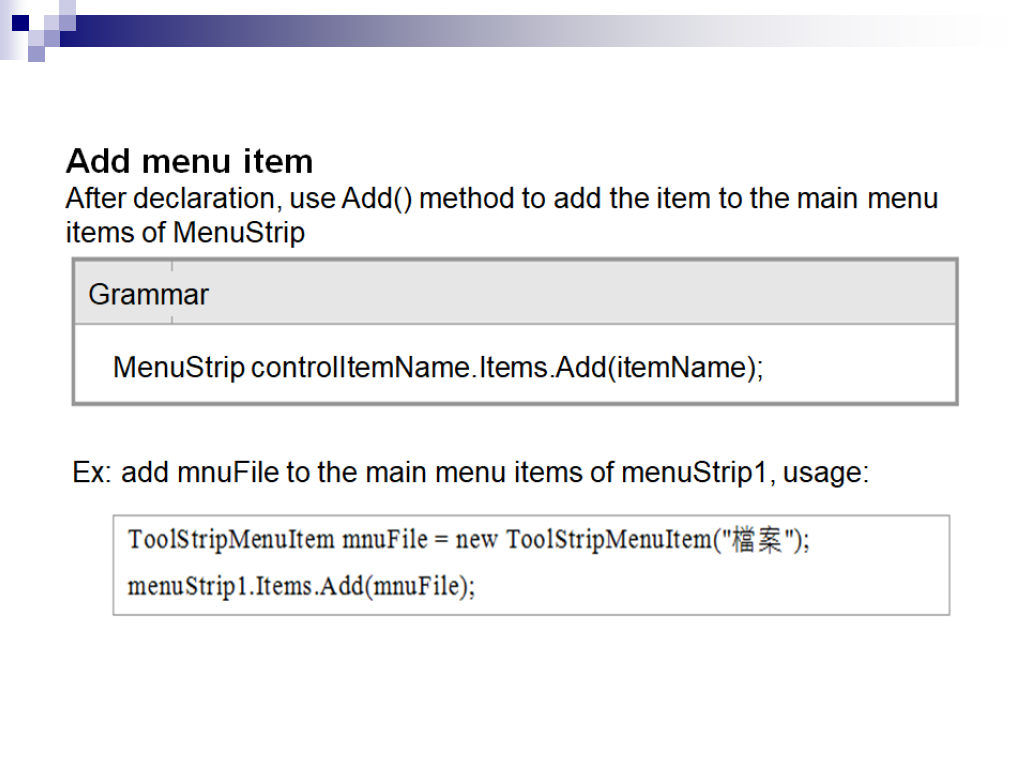 Add menu item
After declaration, use Add() method to add the item to the main menu
items of MenuStrip
Grammar
MenuStrip controlItemName.Items.Add(itemName);
Ex: add mnuFile to the main menu items of menuStrip1, usage:
ToolStripMenuItem mnuFile = new ToolStripMenuItem("檔案");
menuStrip1.Items.Add(mnuFile);